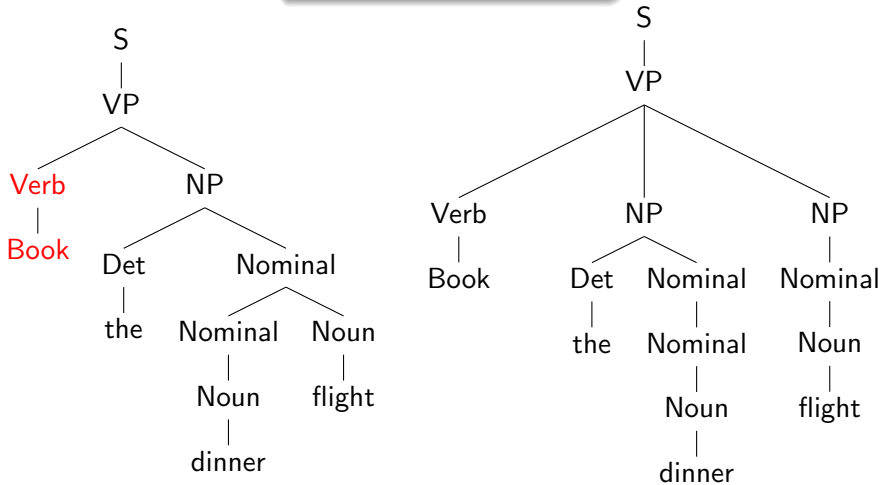 S
VP
Verb NP
Book
Det Nominal
the Nominal Noun
Noun flight
dinner
S
VP
Verb NP NP
Book Det Nominal Nominal
the Nominal Noun
Noun flight
dinner